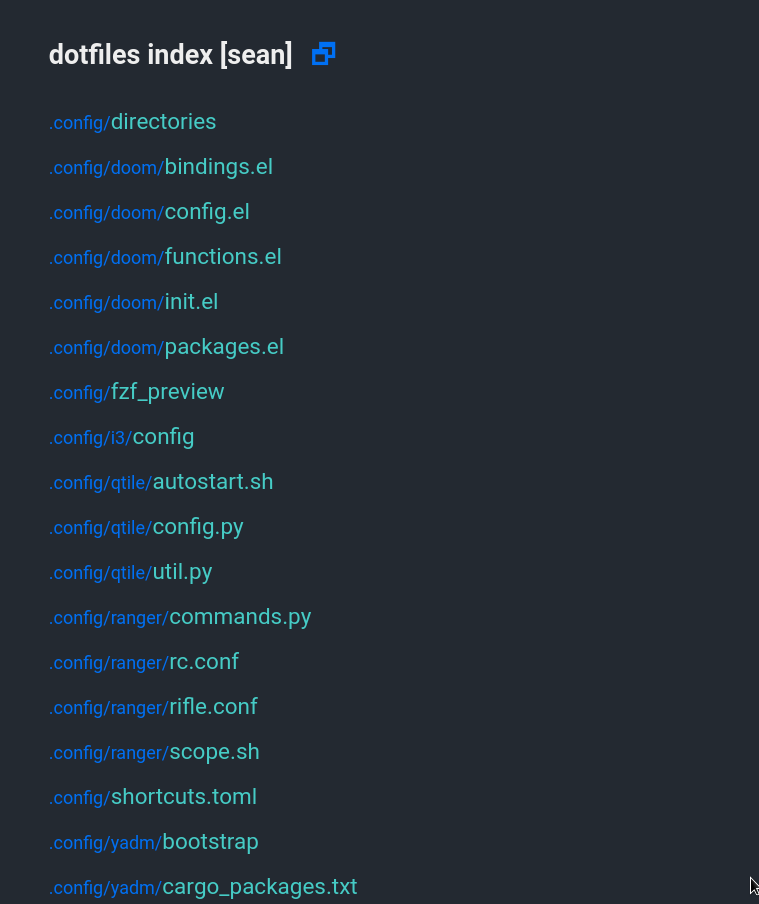 dotfiles index [sean]
.config/directories
.config/doom/bindings.el
.config/doom/config.el
.config/doom/functions.el
.config/doom/init.el
.config/doom/packages.el
.config/fzf_preview
.config/i3/config
.config/qtile/autostart.sh
.config/qtile/config.py
.config/qtile/util.py
.config/ranger/commands.py
.config/ranger/rc.conf
.config/ranger/rifle.conf
.config/ranger/scope.sh
.config/shortcuts.toml
.config/yadm/bootstrap
.config/yadm/cargo_packages.txt